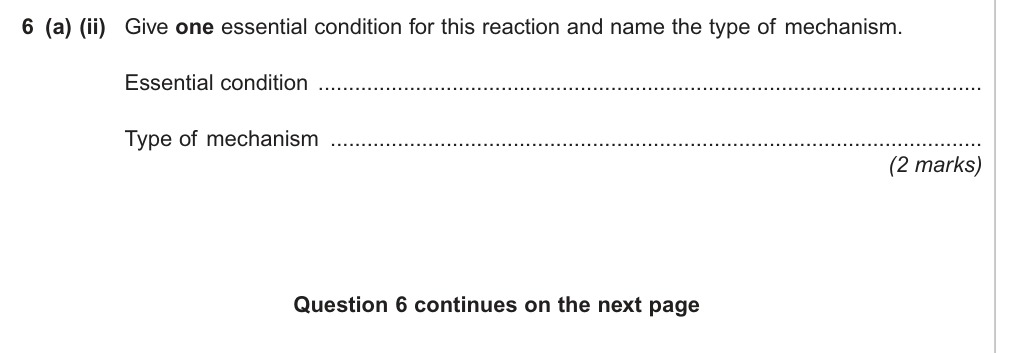 6 (a) (ii) Give one essential condition for this reaction and name the type of mechanism.
Essential condition ..............................................................................................................
Type of mechanism ............................................................................................................
(2 marks)
Question 6 continues on the next page